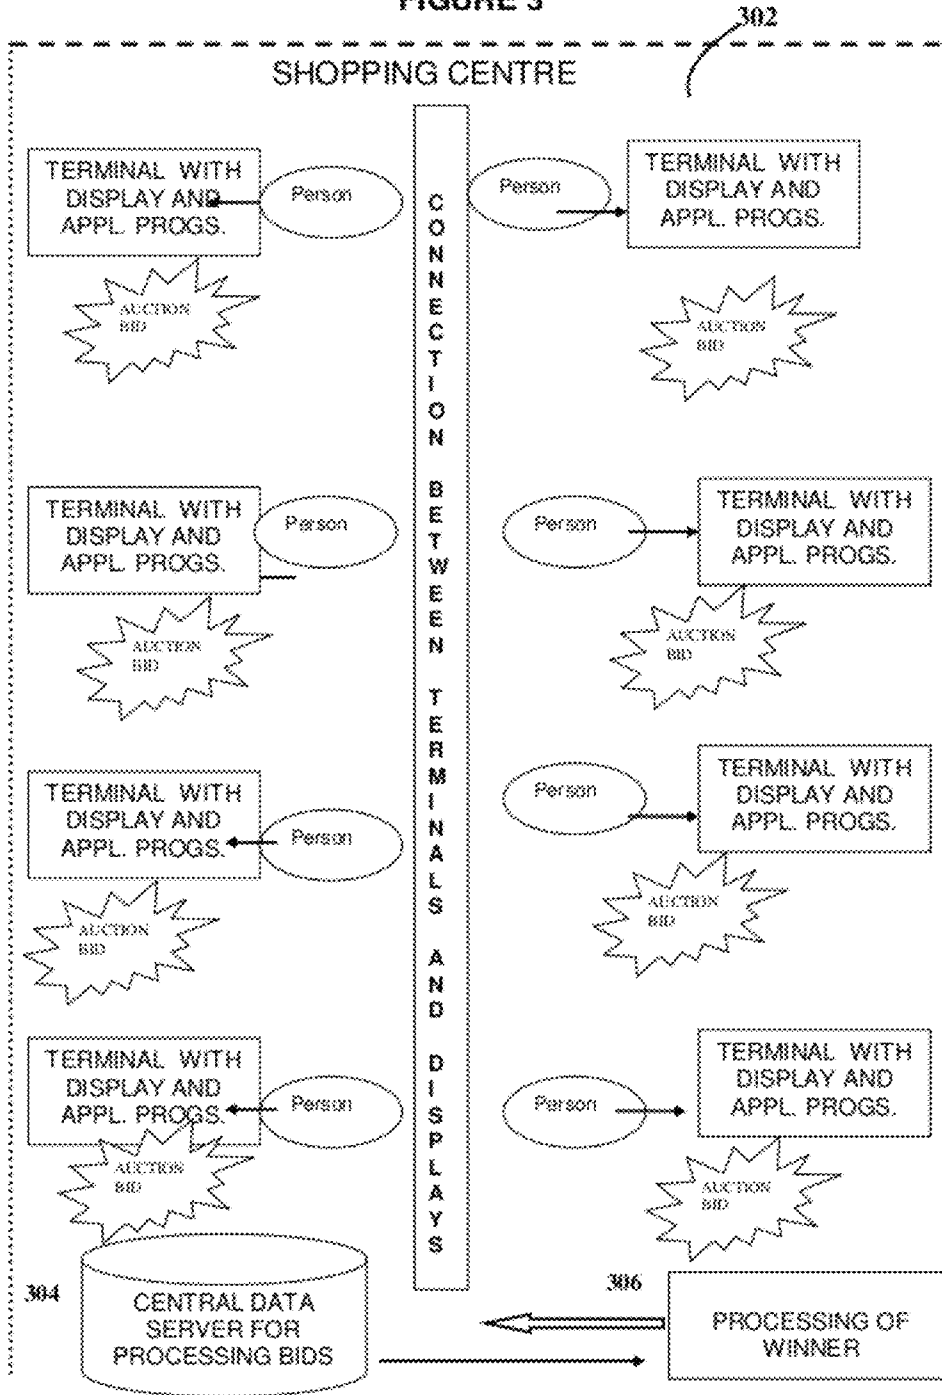 FIGURE 3
302
SHOPPING CENTRE
TERMINAL WITH
DISPLAY AND
APPL. PROGS.
Person
AUCTION
BID
Person
TERMINAL WITH
DISPLAY AND
APPL. PROGS.
AUCTION
BID
CONNECTION BETWEEN TERMINALS AND DISPLAYS
TERMINAL WITH
DISPLAY AND
APPL. PROGS.
Person
AUCTION
BID
Person
TERMINAL WITH
DISPLAY AND
APPL. PROGS.
AUCTION
BID
TERMINAL WITH
DISPLAY AND
APPL. PROGS.
Person
AUCTION
BID
Person
TERMINAL WITH
DISPLAY AND
APPL. PROGS.
AUCTION
BID
TERMINAL WITH
DISPLAY AND
APPL. PROGS.
Person
AUCTION
BID
Person
TERMINAL WITH
DISPLAY AND
APPL. PROGS.
AUCTION
BID
304
CENTRAL DATA
SERVER FOR
PROCESSING BIDS
306
PROCESSING OF
WINNER